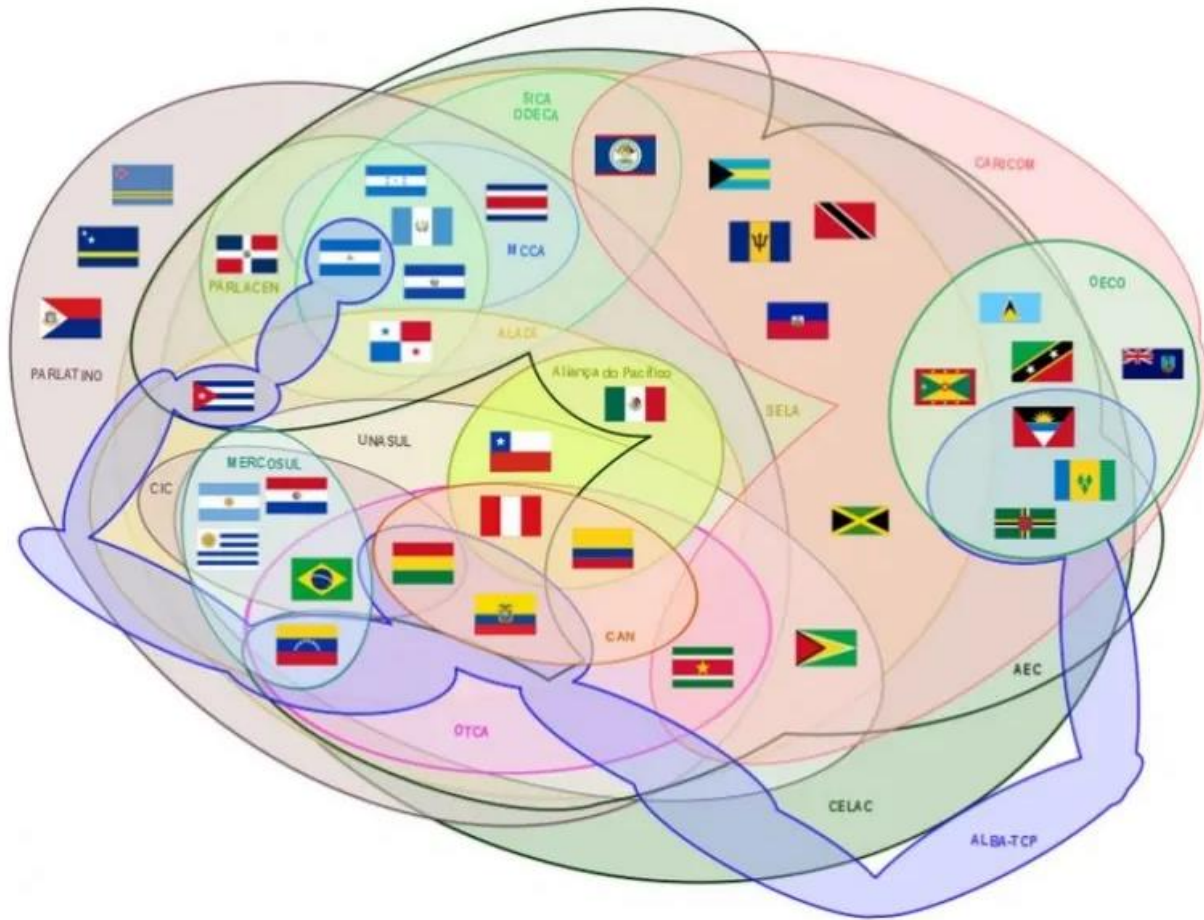 SICA
ODECA
CARICOM
MCCA
PARLACEN
OECO
ALADI
PARLATINO
Aliança do Pacífico
SELA
UNASUL
MERCOSUL
CIC
CAN
AEC
OTCA
CELAC
ALBA-TCP